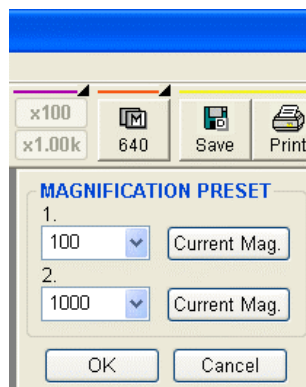 x100
x1.00k
M
640
Save
Print
MAGNIFICATION PRESET
1.
100
Current Mag.
2.
1000
Current Mag.
OK
Cancel